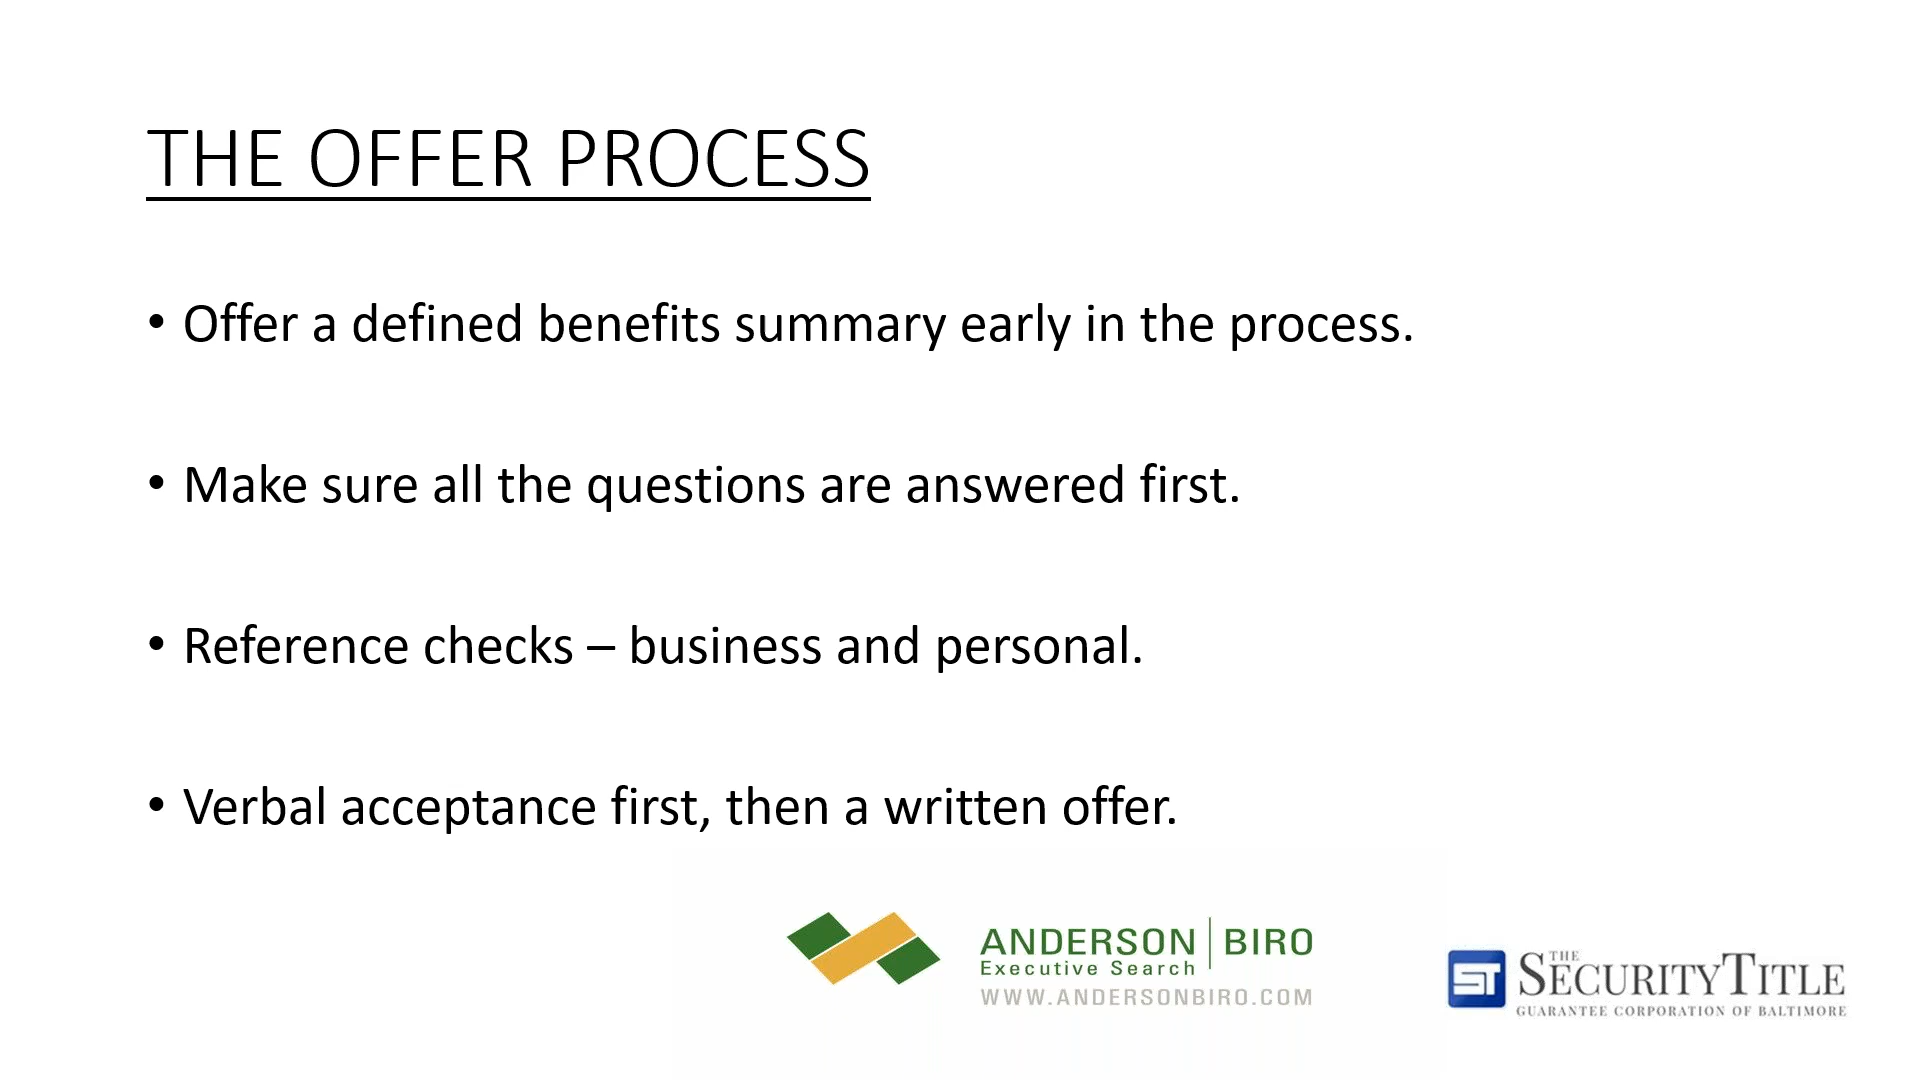 THE OFFER PROCESS
• Offer a defined benefits summary early in the process.
• Make sure all the questions are answered first.
• Reference checks – business and personal.
• Verbal acceptance first, then a written offer.
ANDERSON | BIRO
Executive Search
WWW.ANDERSONBIRO.COM
ST THE SECURITYTITLE
GUARANTEE CORPORATION OF BALTIMORE